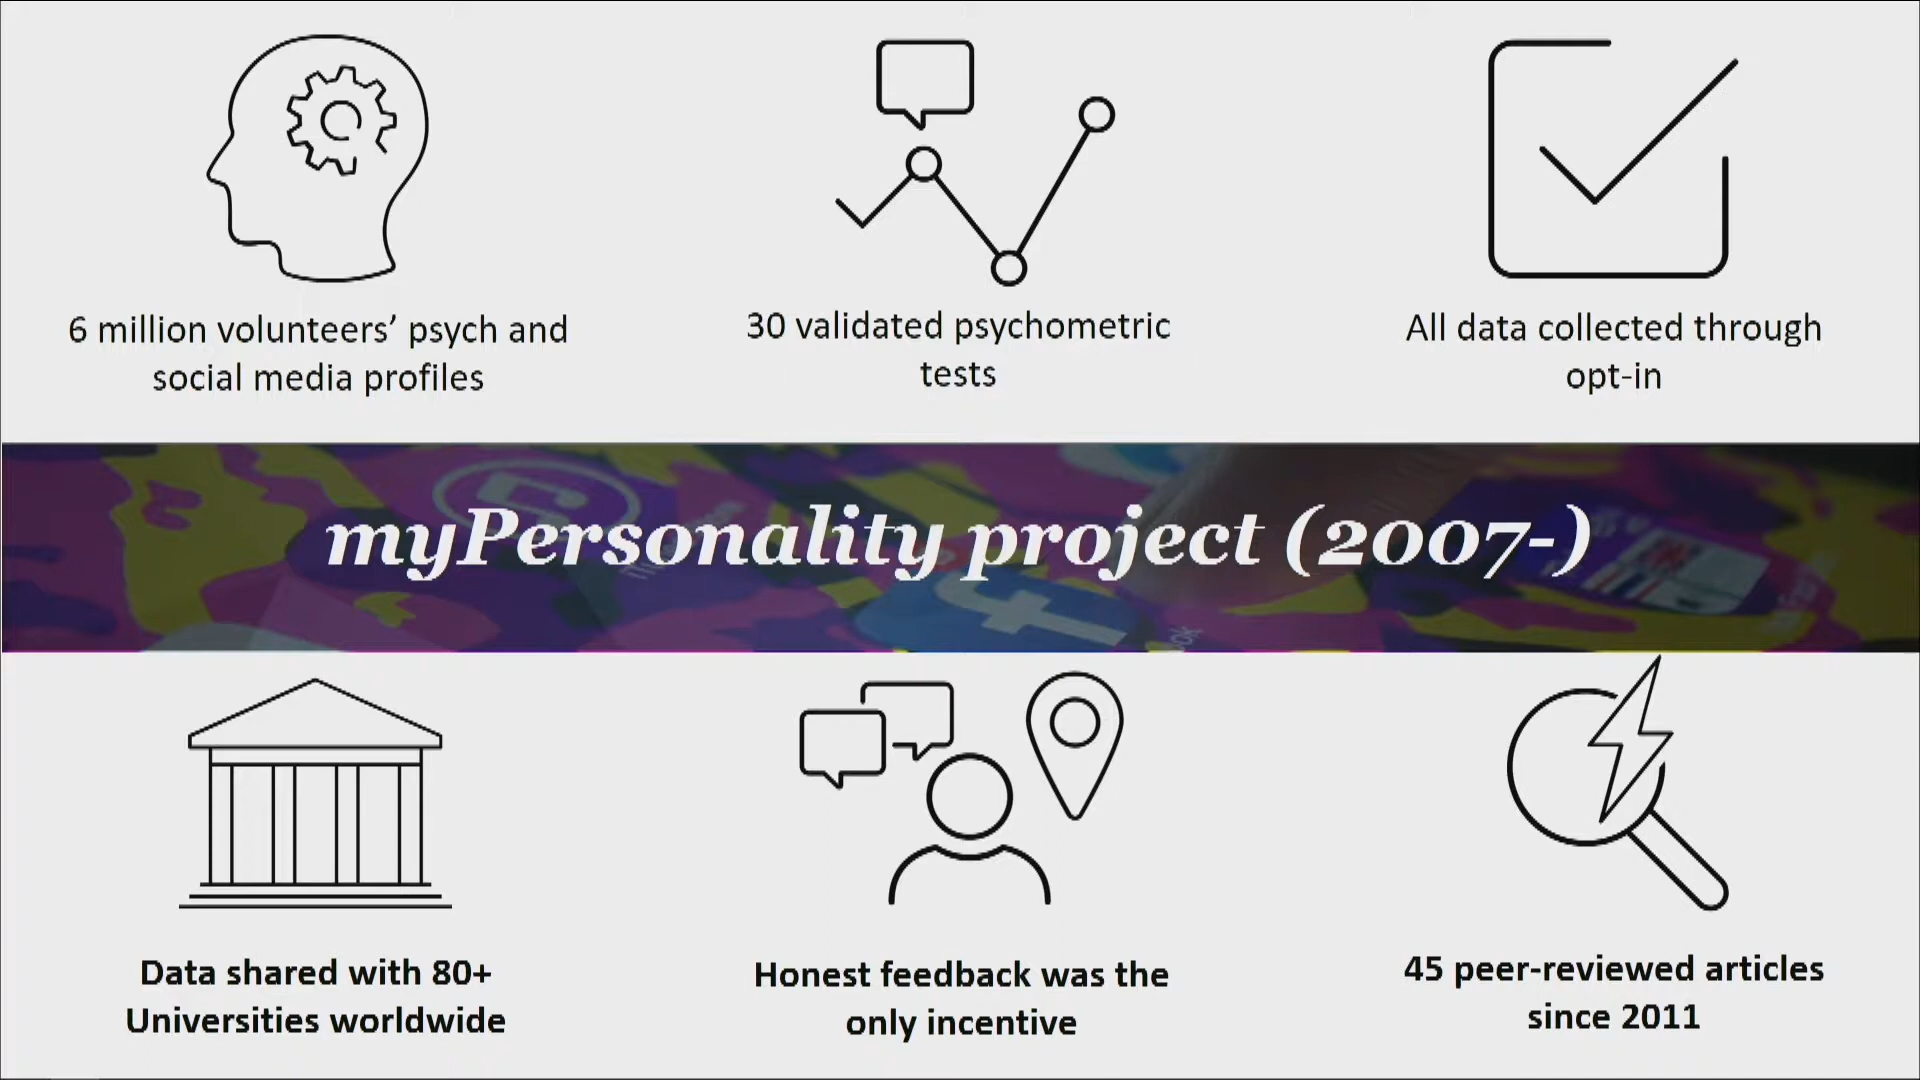 6 million volunteers’ psych and
social media profiles
30 validated psychometric
tests
All data collected through
opt-in
myPersonality project (2007-)
Data shared with 80+
Universities worldwide
Honest feedback was the
only incentive
45 peer-reviewed articles
since 2011